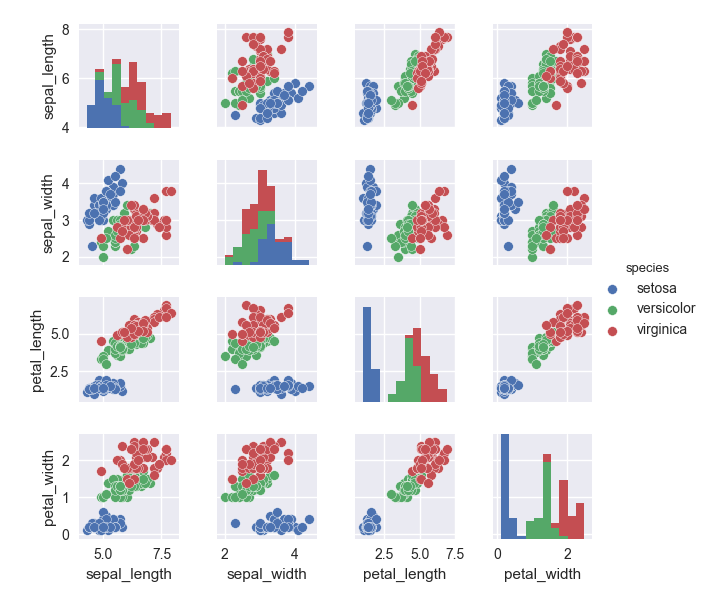 sepal_length
8
6
4
sepal_width
4
3
2
species
setosa
versicolor
virginica
petal_length
5.0
2.5
petal_width
2
1
0
5.0 7.5 2 4 2.5 5.0 7.5 0 2
sepal_length sepal_width petal_length petal_width